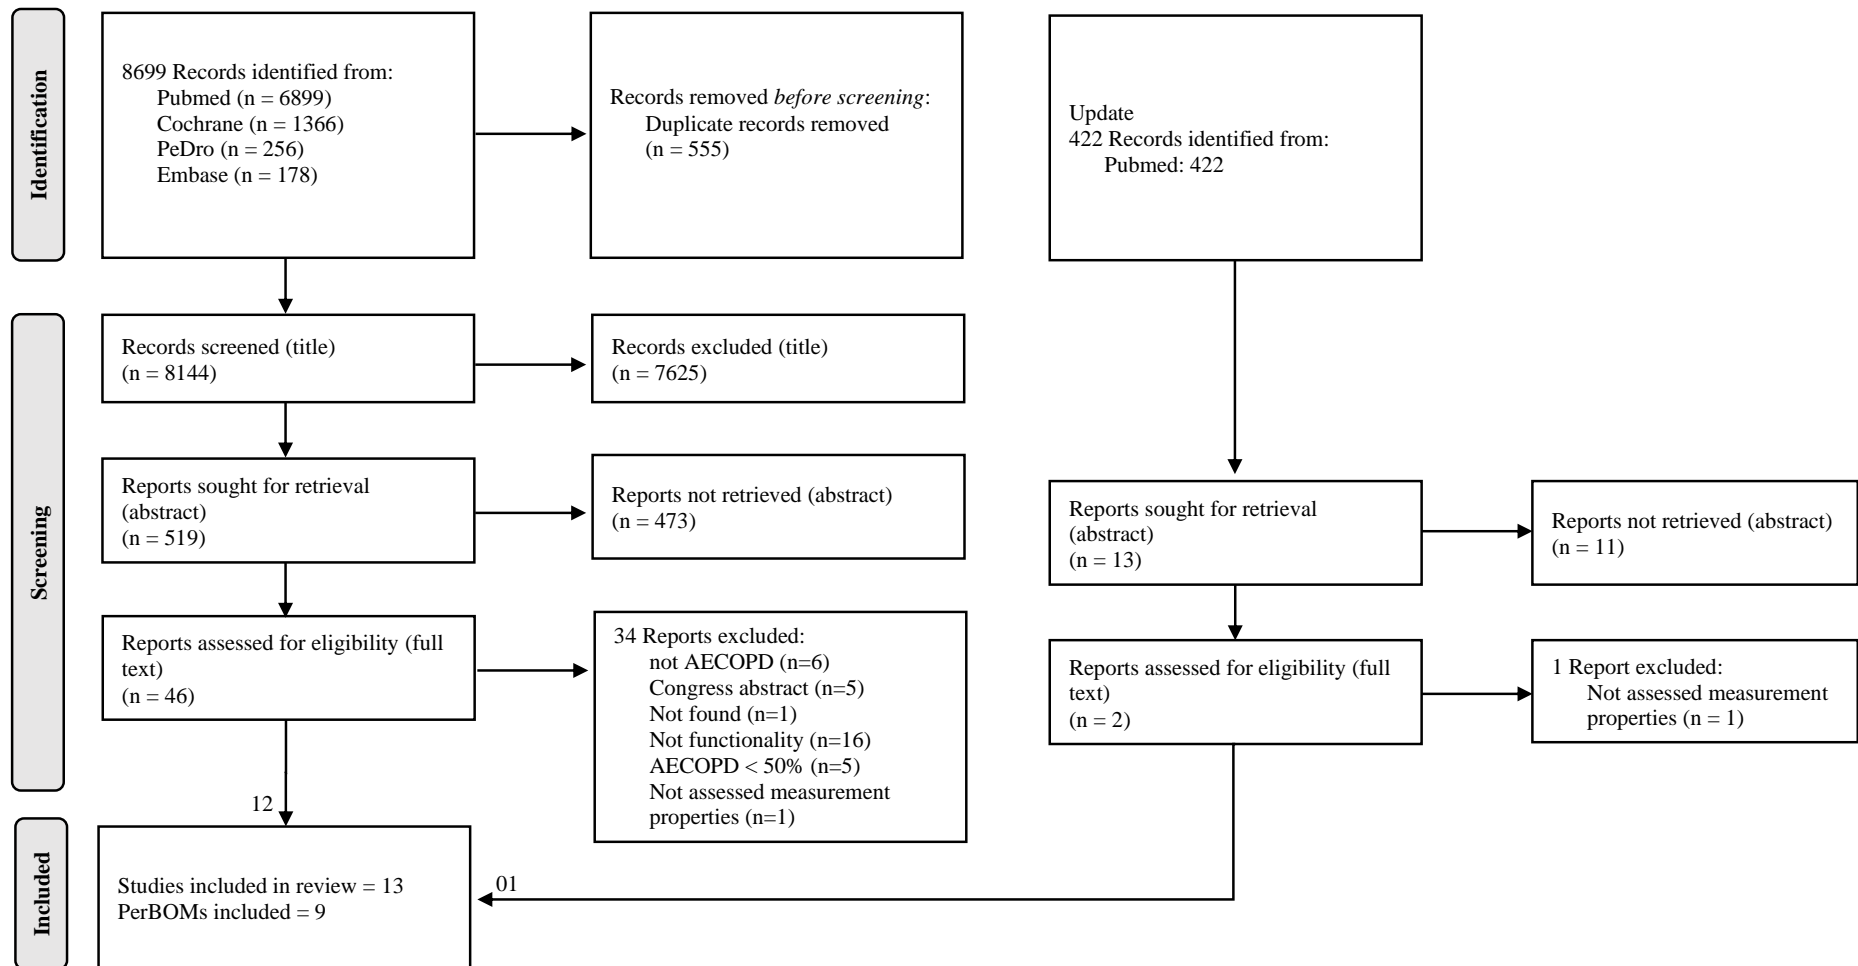 Identification
8699 Records identified from:
Pubmed (n = 6899)
Cochrane (n = 1366)
PeDro (n = 256)
Embase (n = 178)
Records removed before screening:
Duplicate records removed
(n = 555)
Update
422 Records identified from:
Pubmed: 422
Screening
Records screened (title)
(n = 8144)
Records excluded (title)
(n = 7625)
Reports sought for retrieval
(abstract)
(n = 519)
Reports not retrieved (abstract)
(n = 473)
Reports sought for retrieval
(abstract)
(n = 13)
Reports not retrieved (abstract)
(n = 11)
Reports assessed for eligibility (full
text)
(n = 46)
34 Reports excluded:
not AECOPD (n=6)
Congress abstract (n=5)
Not found (n=1)
Not functionality (n=16)
AECOPD < 50% (n=5)
Not assessed measurement
properties (n=1)
Reports assessed for eligibility (full
text)
(n = 2)
1 Report excluded:
Not assessed measurement
properties (n = 1)
12
Included
Studies included in review = 13
PerBOMs included = 9
01